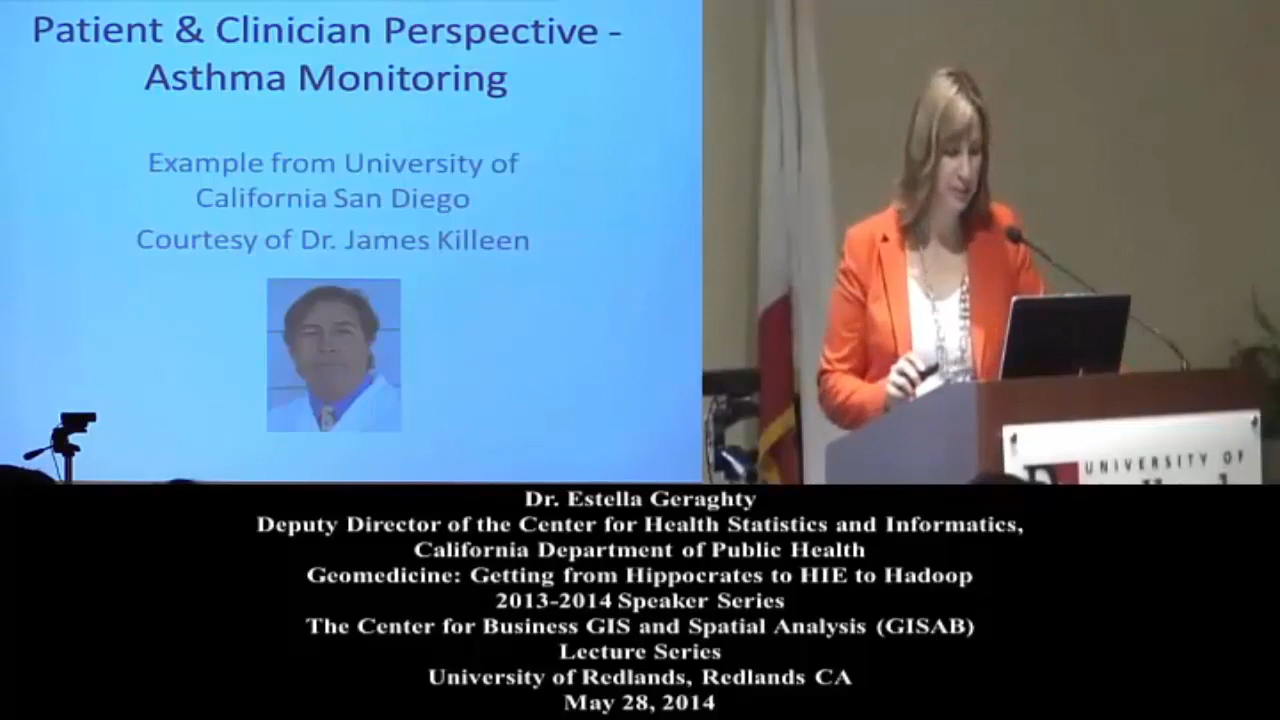 Patient & Clinician Perspective -
Asthma Monitoring
Example from University of
California San Diego
Courtesy of Dr. James Killeen
UNIVERSITY OF
Dr. Estella Geraghty
Deputy Director of the Center for Health Statistics and Informatics,
California Department of Public Health
Geomedicine: Getting from Hippocrates to HIE to Hadoop
2013-2014 Speaker Series
The Center for Business GIS and Spatial Analysis (GISAB)
Lecture Series
University of Redlands, Redlands CA
May 28, 2014